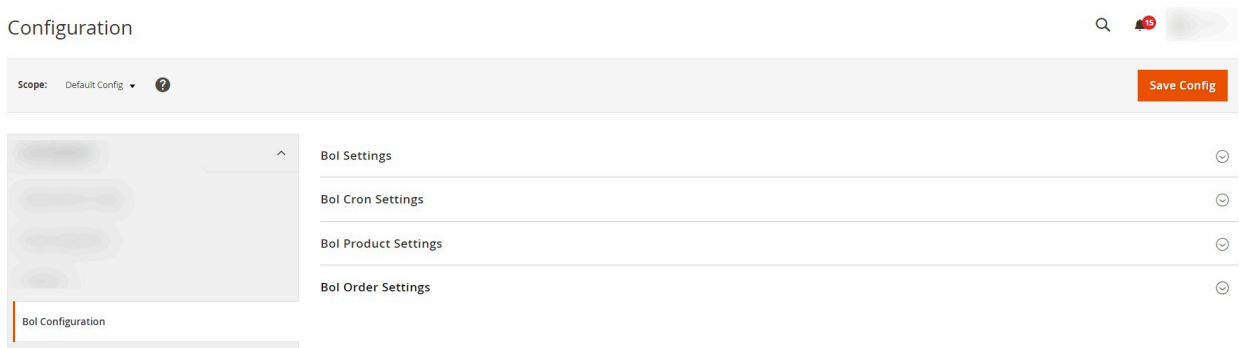 Configuration
15
Scope: Default Config ?
Save Config
Bol Settings
Bol Cron Settings
Bol Product Settings
Bol Order Settings
Bol Configuration